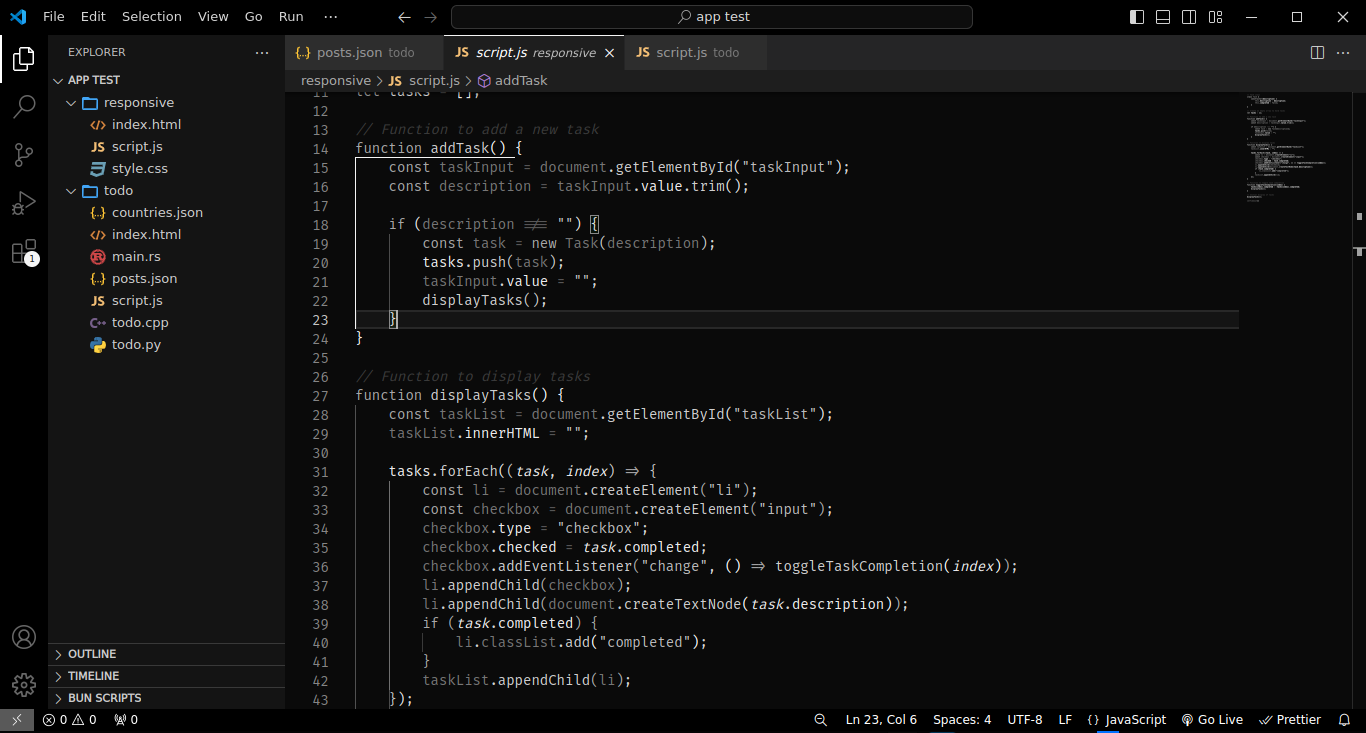 File Edit Selection View Go Run ···
app test
EXPLORER
APP TEST
responsive
index.html
JS script.js
style.css
todo
{..} countries.json
index.html
main.rs
{..} posts.json
JS script.js
C++ todo.cpp
todo.py
OUTLINE
TIMELINE
BUN SCRIPTS
{..} posts.json todo
JS script.js responsive
JS script.js todo
responsive > JS script.js > addTask
11 let tasks = [];
12
13 // Function to add a new task
14 function addTask() {
15 const taskInput = document.getElementById("taskInput");
16 const description = taskInput.value.trim();
17
18 if (description !== "") {
19 const task = new Task(description);
20 tasks.push(task);
21 taskInput.value = "";
22 displayTasks();
23 }
24 }
25
26 // Function to display tasks
27 function displayTasks() {
28 const taskList = document.getElementById("taskList");
29 taskList.innerHTML = "";
30
31 tasks.forEach((task, index) => {
32 const li = document.createElement("li");
33 const checkbox = document.createElement("input");
34 checkbox.type = "checkbox";
35 checkbox.checked = task.completed;
36 checkbox.addEventListener("change", () => toggleTaskCompletion(index));
37 li.appendChild(checkbox);
38 li.appendChild(document.createTextNode(task.description));
39 if (task.completed) {
40 li.classList.add("completed");
41 }
42 taskList.appendChild(li);
43 });
1
0 0 0
Ln 23, Col 6 Spaces: 4 UTF-8 LF {} JavaScript Go Live Prettier